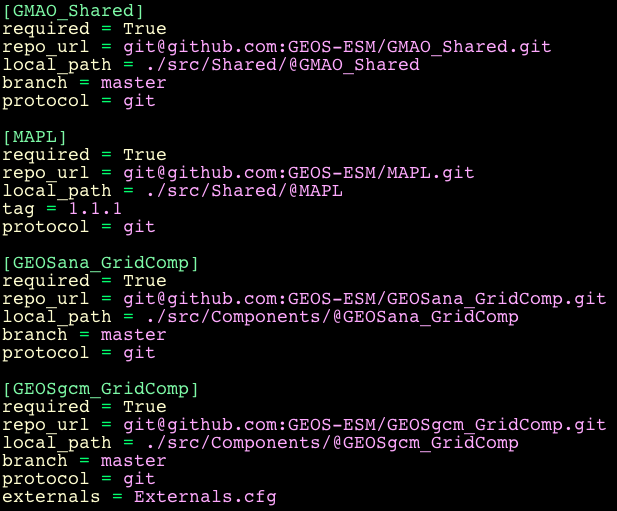 [GMAO_Shared]
required = True
repo_url = git@github.com:GEOS-ESM/GMAO_Shared.git
local_path = ./src/Shared/@GMAO_Shared
branch = master
protocol = git

[MAPL]
required = True
repo_url = git@github.com:GEOS-ESM/MAPL.git
local_path = ./src/Shared/@MAPL
tag = 1.1.1
protocol = git

[GEOSana_GridComp]
required = True
repo_url = git@github.com:GEOS-ESM/GEOSana_GridComp.git
local_path = ./src/Components/@GEOSana_GridComp
branch = master
protocol = git

[GEOSgcm_GridComp]
required = True
repo_url = git@github.com:GEOS-ESM/GEOSgcm_GridComp.git
local_path = ./src/Components/@GEOSgcm_GridComp
branch = master
protocol = git
externals = Externals.cfg